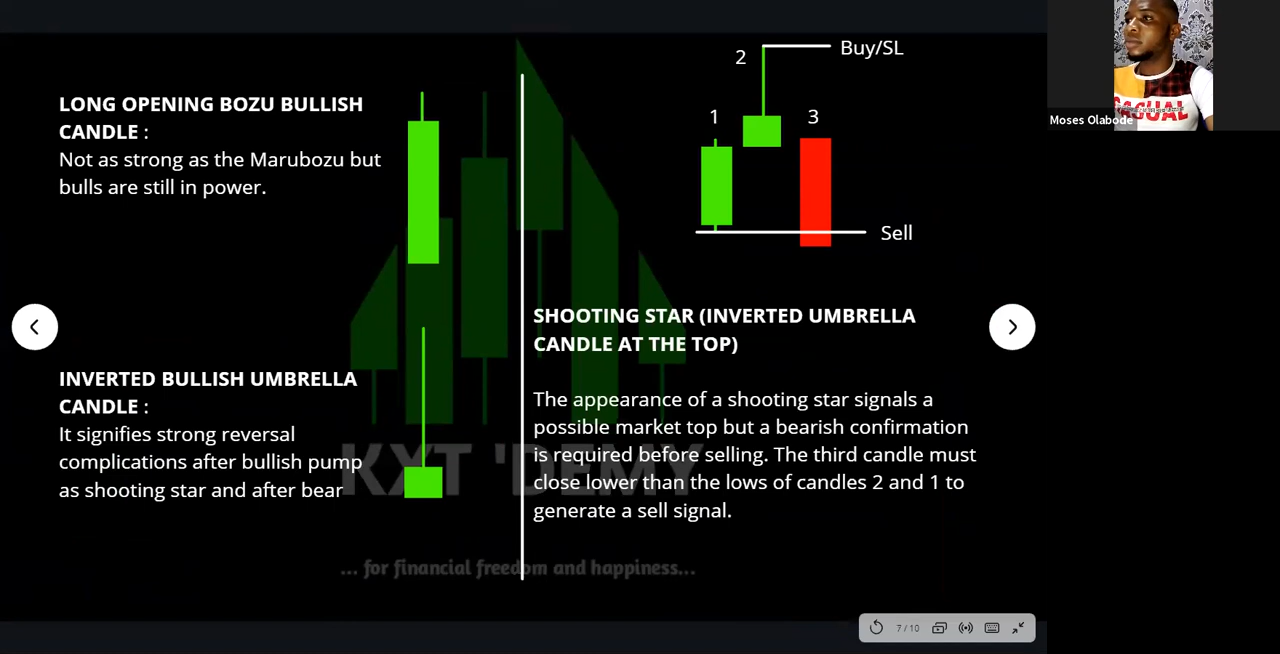 LONG OPENING BOZU BULLISH
CANDLE :
Not as strong as the Marubozu but
bulls are still in power.
INVERTED BULLISH UMBRELLA
CANDLE :
It signifies strong reversal
complications after bullish pump
as shooting star and after bear
1
2
3
Buy/SL
Sell
SHOOTING STAR (INVERTED UMBRELLA
CANDLE AT THE TOP)
The appearance of a shooting star signals a
possible market top but a bearish confirmation
is required before selling. The third candle must
close lower than the lows of candles 2 and 1 to
generate a sell signal.
KXT 'DEMY
... for financial freedom and happiness...
7 / 10
CASUAL
Moses Olabode